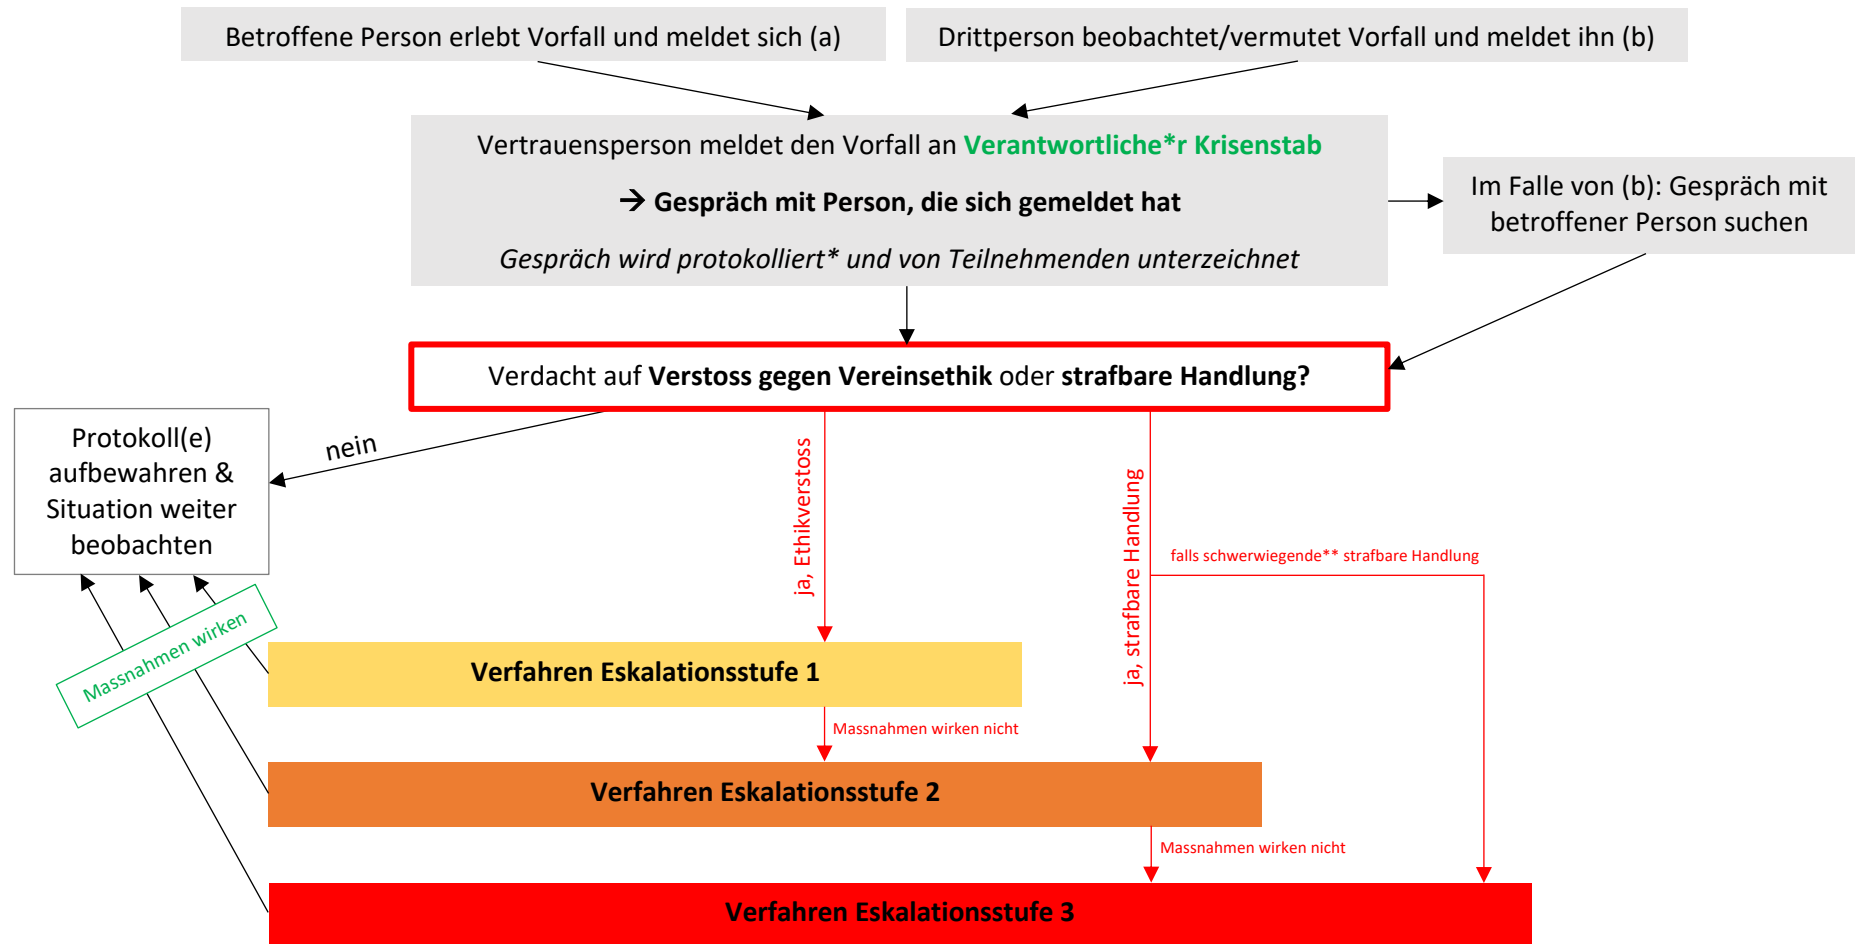 Betroffene Person erlebt Vorfall und meldet sich (a)
Drittperson beobachtet/vermutet Vorfall und meldet ihn (b)
Vertrauensperson meldet den Vorfall an Verantwortliche*r Krisenstab
→ Gespräch mit Person, die sich gemeldet hat
Gespräch wird protokolliert* und von Teilnehmenden unterzeichnet
Im Falle von (b): Gespräch mit
betroffener Person suchen
Verdacht auf Verstoss gegen Vereinsethik oder strafbare Handlung?
nein
Protokoll(e)
aufbewahren &
Situation weiter
beobachten
ja, Ethikverstoss
ja, strafbare Handlung
falls schwerwiegende** strafbare Handlung
Massnahmen wirken
Verfahren Eskalationsstufe 1
Massnahmen wirken nicht
Verfahren Eskalationsstufe 2
Massnahmen wirken nicht
Verfahren Eskalationsstufe 3